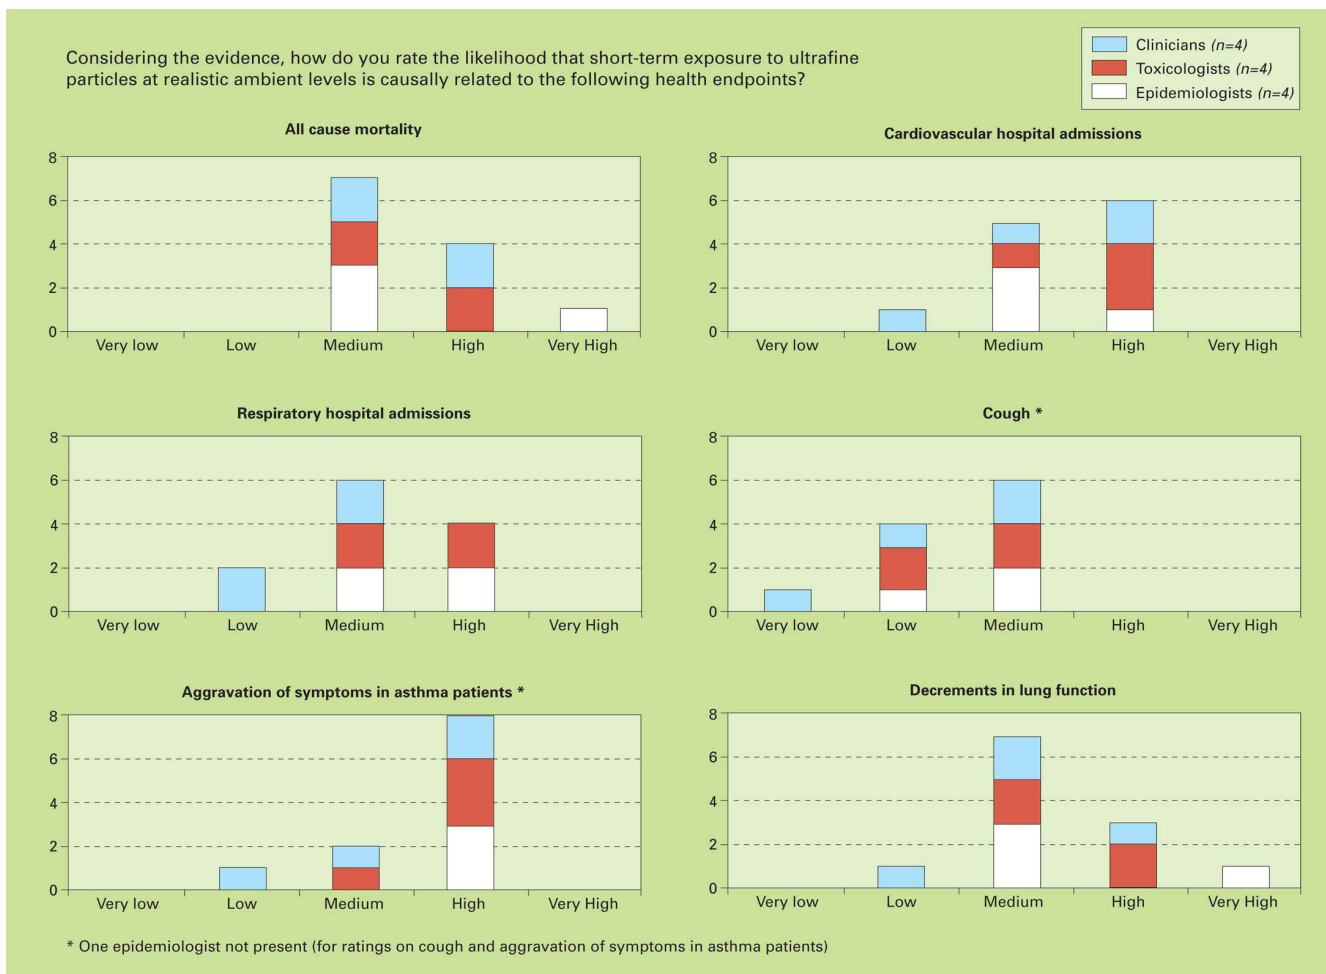 Considering the evidence, how do you rate the likelihood that short-term exposure to ultrafine
particles at realistic ambient levels is causally related to the following health endpoints?
Clinicians (n=4)
Toxicologists (n=4)
Epidemiologists (n=4)
All cause mortality
8
6
4
2
0
Very low Low Medium High Very High
Cardiovascular hospital admissions
8
6
4
2
0
Very low Low Medium High Very High
Respiratory hospital admissions
8
6
4
2
0
Very low Low Medium High Very High
Cough *
8
6
4
2
0
Very low Low Medium High Very High
Aggravation of symptoms in asthma patients *
8
6
4
2
0
Very low Low Medium High Very High
Decrements in lung function
8
6
4
2
0
Very low Low Medium High Very High
* One epidemiologist not present (for ratings on cough and aggravation of symptoms in asthma patients)